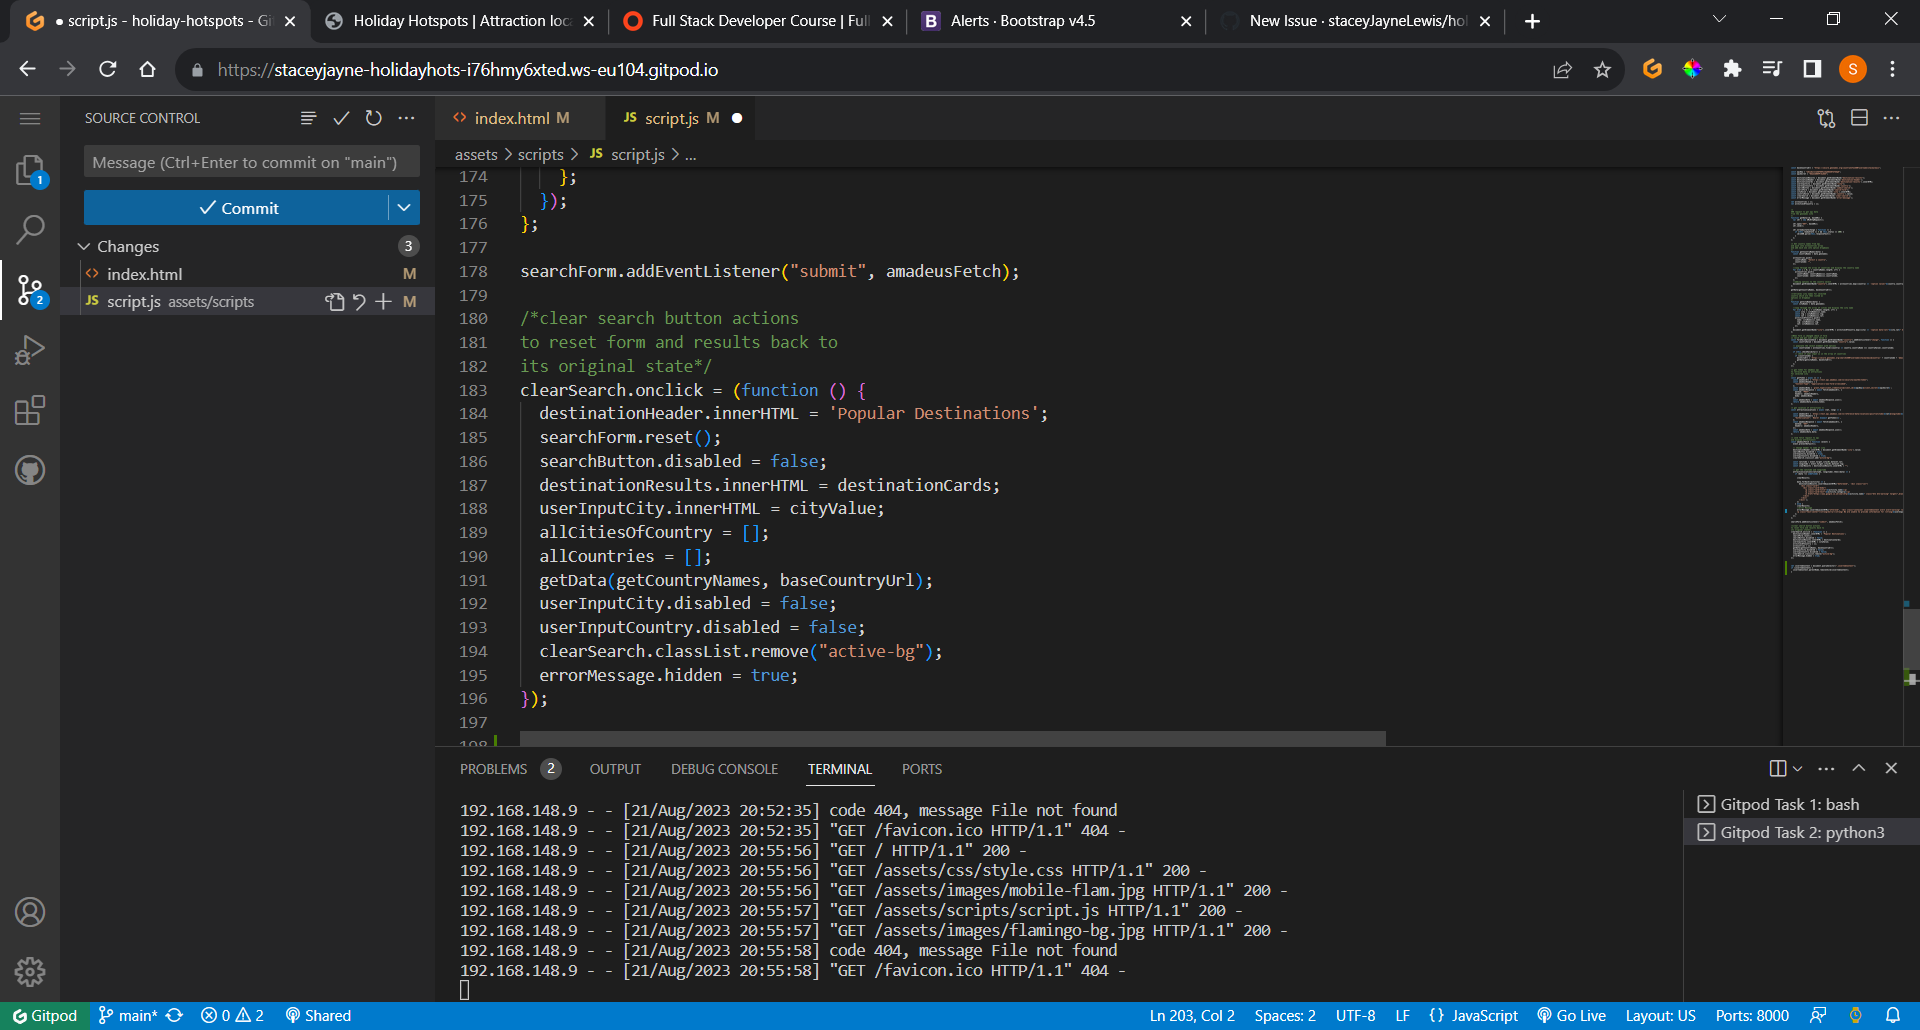 script.js - holiday-hotspots - Gi
Holiday Hotspots | Attraction loc
Full Stack Developer Course | Full
Alerts · Bootstrap v4.5
New Issue · staceyJayneLewis/hol
https://staceyjayne-holidayhots-i76hmy6xted.ws-eu104.gitpod.io
S
SOURCE CONTROL
index.html M
JS script.js M
Message (Ctrl+Enter to commit on "main")
assets > scripts > JS script.js > ...
Commit
Changes 3
index.html M
JS script.js assets/scripts M
1
2
174 };
175 });
176 };
177
178 searchForm.addEventListener("submit", amadeusFetch);
179
180 /*clear search button actions
181 to reset form and results back to
182 its original state*/
183 clearSearch.onclick = (function () {
184 destinationHeader.innerHTML = 'Popular Destinations';
185 searchForm.reset();
186 searchButton.disabled = false;
187 destinationResults.innerHTML = destinationCards;
188 userInputCity.innerHTML = cityValue;
189 allCitiesOfCountry = [];
190 allCountries = [];
191 getData(getCountryNames, baseCountryUrl);
192 userInputCity.disabled = false;
193 userInputCountry.disabled = false;
194 clearSearch.classList.remove("active-bg");
195 errorMessage.hidden = true;
196 });
197
198
PROBLEMS 2 OUTPUT DEBUG CONSOLE TERMINAL PORTS
192.168.148.9 - - [21/Aug/2023 20:52:35] code 404, message File not found
192.168.148.9 - - [21/Aug/2023 20:52:35] "GET /favicon.ico HTTP/1.1" 404 -
192.168.148.9 - - [21/Aug/2023 20:55:56] "GET / HTTP/1.1" 200 -
192.168.148.9 - - [21/Aug/2023 20:55:56] "GET /assets/css/style.css HTTP/1.1" 200 -
192.168.148.9 - - [21/Aug/2023 20:55:56] "GET /assets/images/mobile-flam.jpg HTTP/1.1" 200 -
192.168.148.9 - - [21/Aug/2023 20:55:57] "GET /assets/scripts/script.js HTTP/1.1" 200 -
192.168.148.9 - - [21/Aug/2023 20:55:57] "GET /assets/images/flamingo-bg.jpg HTTP/1.1" 200 -
192.168.148.9 - - [21/Aug/2023 20:55:58] code 404, message File not found
192.168.148.9 - - [21/Aug/2023 20:55:58] "GET /favicon.ico HTTP/1.1" 404 -
Gitpod Task 1: bash
Gitpod Task 2: python3
Gitpod main* 0 2 Shared Ln 203, Col 2 Spaces: 2 UTF-8 LF {} JavaScript Go Live Layout: US Ports: 8000